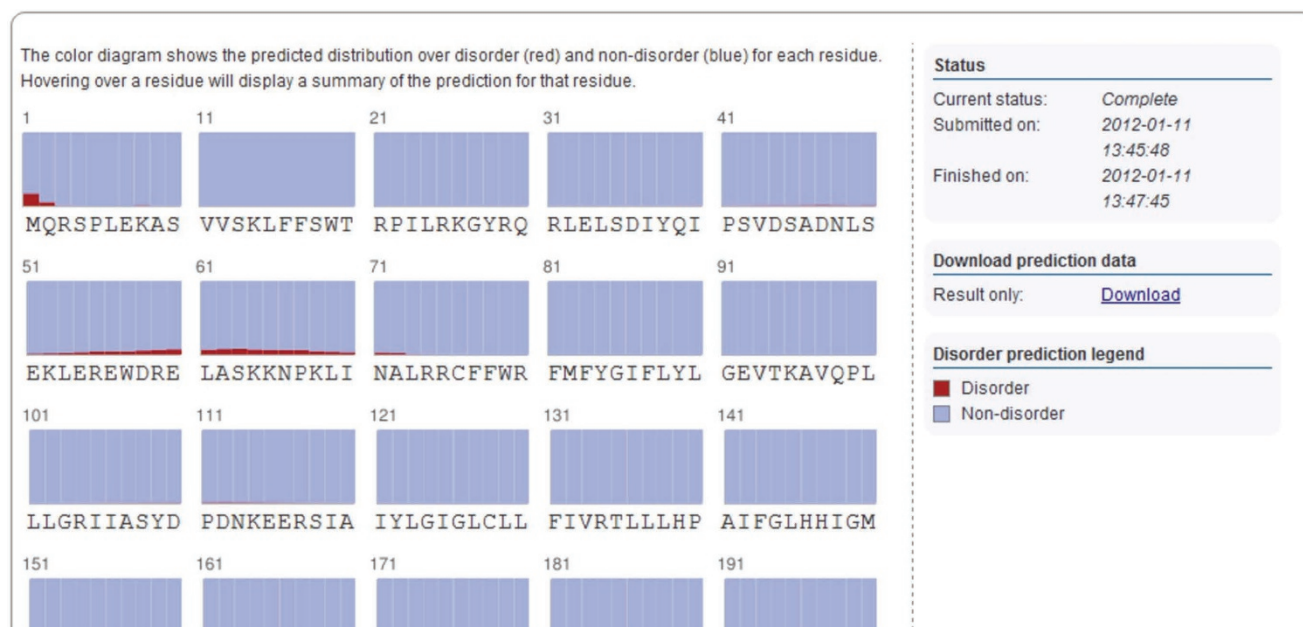 The color diagram shows the predicted distribution over disorder (red) and non-disorder (blue) for each residue.
Hovering over a residue will display a summary of the prediction for that residue.
1 11 21 31 41
MQRSPLEKAS VVSKLFFSWT RPILRKGYRQ RLELSDIYQI PSVDSADNLS
51 61 71 81 91
EKLEREWDRE LASKKNPKLI NALRRCFFWR FMFYGIFLYL GEVTKAVQPL
101 111 121 131 141
LLGRIIASYD PDNKEERSIA IYLGIGLCLL FIVRTLLLHP AIFGLHHIGM
151 161 171 181 191
Status
Current status: Complete
Submitted on: 2012-01-11
13:45:48
Finished on: 2012-01-11
13:47:45
Download prediction data
Result only: Download
Disorder prediction legend
Disorder
Non-disorder